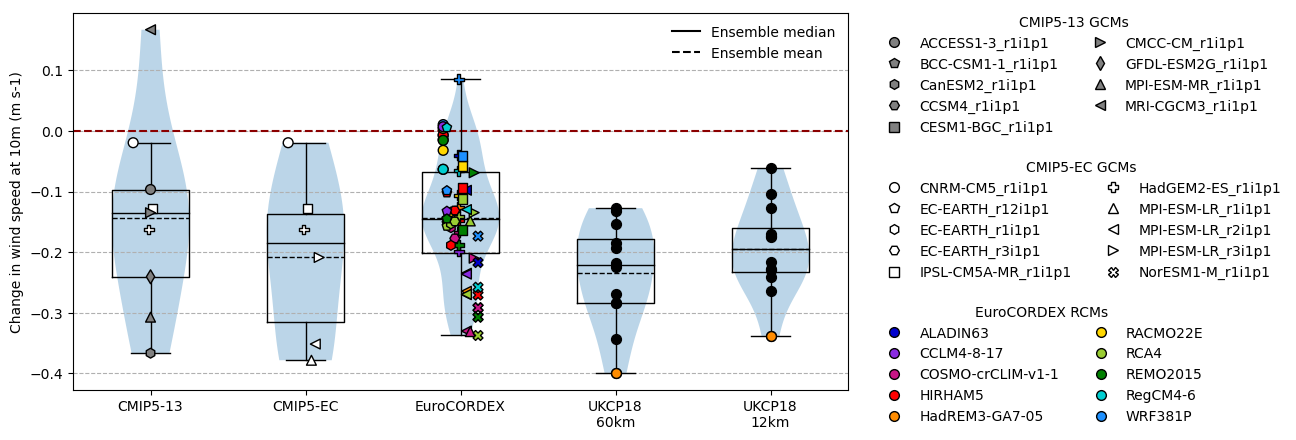 Change in wind speed at 10m (m s-1)
0.1
0.0
−0.1
−0.2
−0.3
−0.4
Ensemble median
Ensemble mean
CMIP5-13
CMIP5-EC
EuroCORDEX
UKCP18
60km
UKCP18
12km
CMIP5-13 GCMs
ACCESS1-3_r1i1p1
BCC-CSM1-1_r1i1p1
CanESM2_r1i1p1
CCSM4_r1i1p1
CESM1-BGC_r1i1p1
CMCC-CM_r1i1p1
GFDL-ESM2G_r1i1p1
MPI-ESM-MR_r1i1p1
MRI-CGCM3_r1i1p1
CMIP5-EC GCMs
CNRM-CM5_r1i1p1
EC-EARTH_r12i1p1
EC-EARTH_r1i1p1
EC-EARTH_r3i1p1
IPSL-CM5A-MR_r1i1p1
HadGEM2-ES_r1i1p1
MPI-ESM-LR_r1i1p1
MPI-ESM-LR_r2i1p1
MPI-ESM-LR_r3i1p1
NorESM1-M_r1i1p1
EuroCORDEX RCMs
ALADIN63
CCLM4-8-17
COSMO-crCLIM-v1-1
HIRHAM5
HadREM3-GA7-05
RACMO22E
RCA4
REMO2015
RegCM4-6
WRF381P